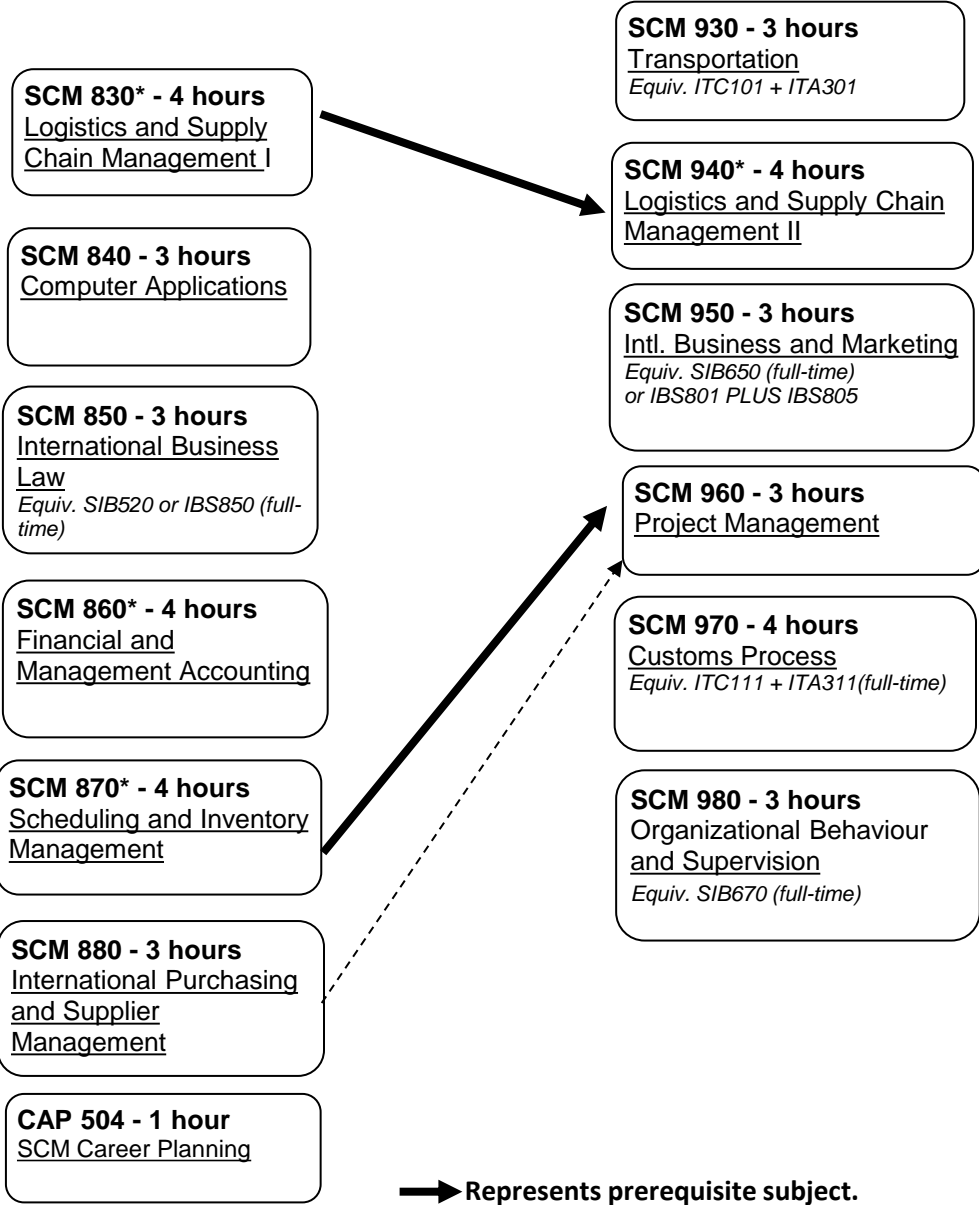 SCM 830* - 4 hours
Logistics and Supply
Chain Management I
SCM 840 - 3 hours
Computer Applications
SCM 850 - 3 hours
International Business
Law
Equiv. SIB520 or IBS850 (full-
time)
SCM 860* - 4 hours
Financial and
Management Accounting
SCM 870* - 4 hours
Scheduling and Inventory
Management
SCM 880 - 3 hours
International Purchasing
and Supplier
Management
CAP 504 - 1 hour
SCM Career Planning
SCM 930 - 3 hours
Transportation
Equiv. ITC101 + ITA301
SCM 940* - 4 hours
Logistics and Supply Chain
Management II
SCM 950 - 3 hours
Intl. Business and Marketing
Equiv. SIB650 (full-time)
or IBS801 PLUS IBS805
SCM 960 - 3 hours
Project Management
SCM 970 - 4 hours
Customs Process
Equiv. ITC111 + ITA311(full-time)
SCM 980 - 3 hours
Organizational Behaviour
and Supervision
Equiv. SIB670 (full-time)
Represents prerequisite subject.